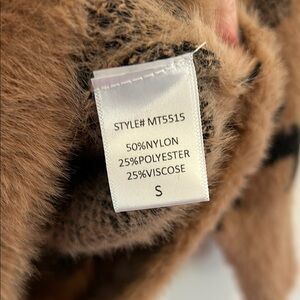 STYLE# MT5515
50%NYLON
25%POLYESTER
25%VISCOSE
S